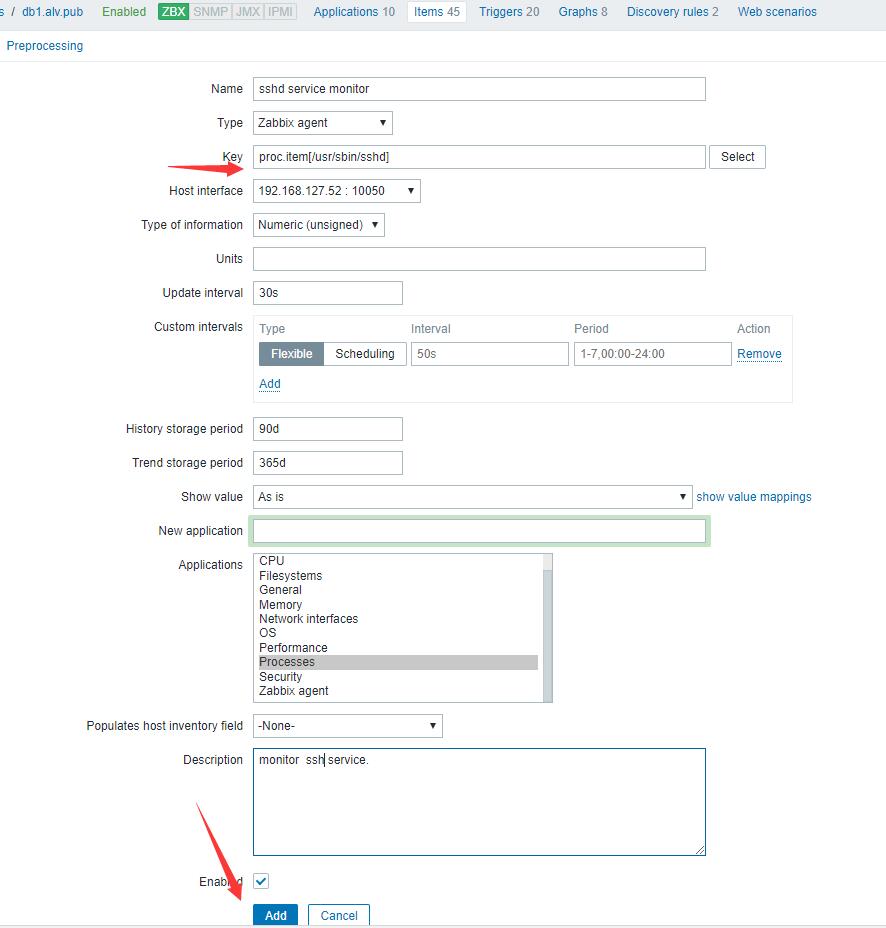 s / db1.alv.pub Enabled ZBX SNMP JMX IPMI Applications 10 Items 45 Triggers 20 Graphs 8 Discovery rules 2 Web scenarios
Preprocessing
Name sshd service monitor
Type Zabbix agent
Key proc.item[/usr/sbin/sshd] Select
Host interface 192.168.127.52 : 10050
Type of information Numeric (unsigned)
Units
Update interval 30s
Custom intervals Type Interval Period Action
Flexible Scheduling 50s 1-7,00:00-24:00 Remove
Add
History storage period 90d
Trend storage period 365d
Show value As is show value mappings
New application
Applications CPU
Filesystems
General
Memory
Network interfaces
OS
Performance
Processes
Security
Zabbix agent
Populates host inventory field -None-
Description monitor ssh service.
Enabled
Add Cancel